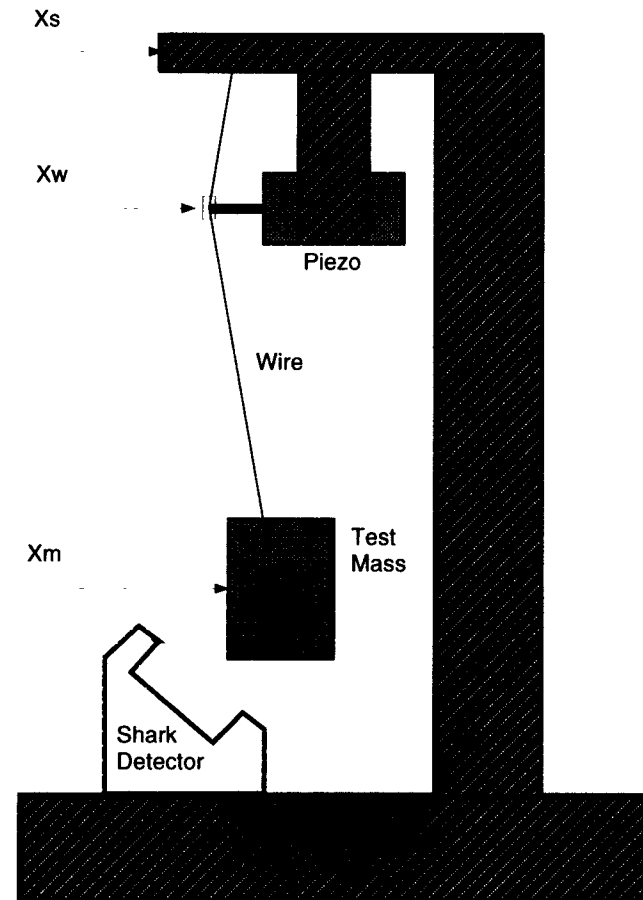 Xs
Xw
Piezo
Wire
Xm
Test
Mass
Shark
Detector